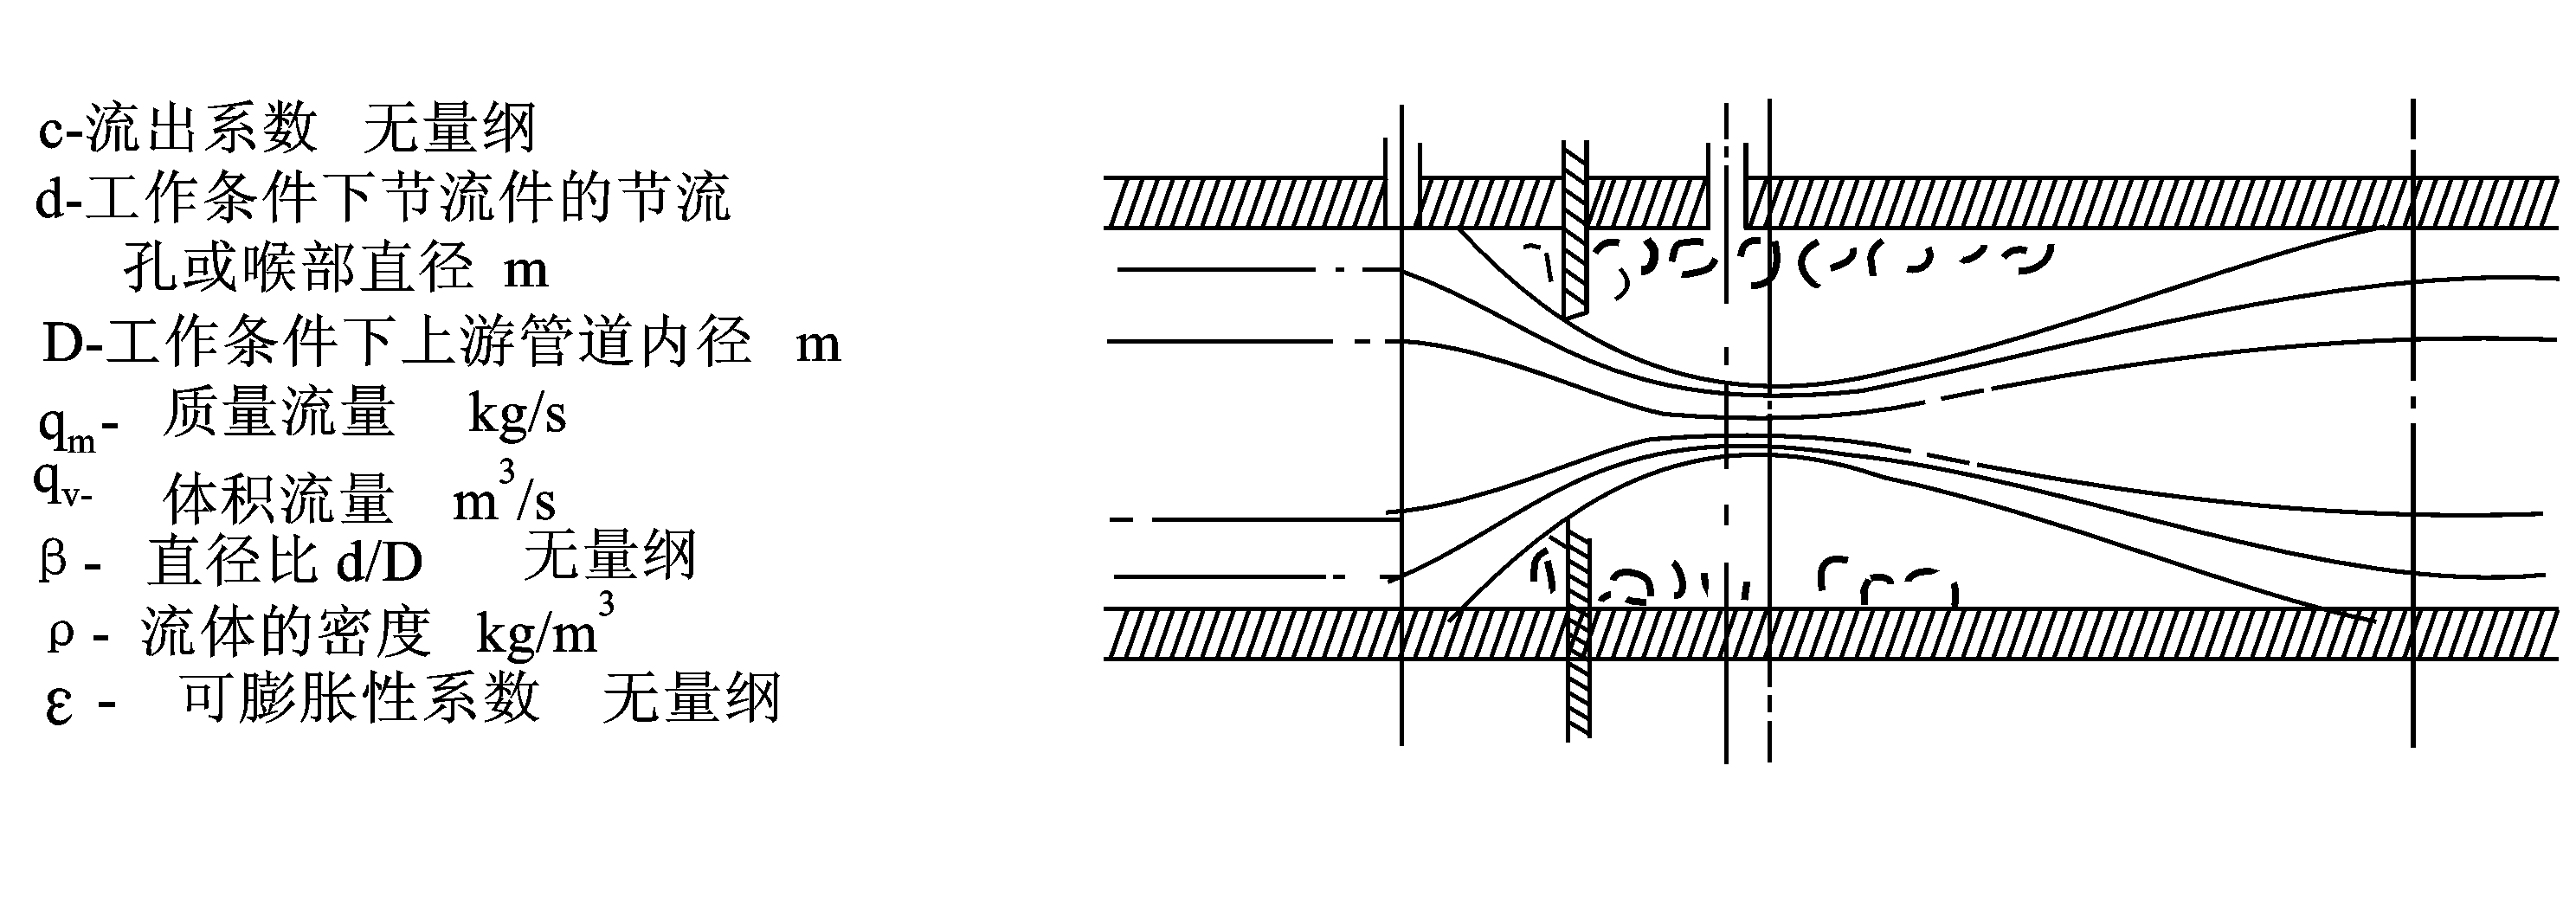 c-流出系数 无量纲
d-工作条件下节流件的节流
孔或喉部直径 m
D-工作条件下上游管道内径 m
qm- 质量流量 kg/s
qv- 体积流量 m³/s
β- 直径比 d/D 无量纲
ρ- 流体的密度 kg/m³
ε- 可膨胀性系数 无量纲